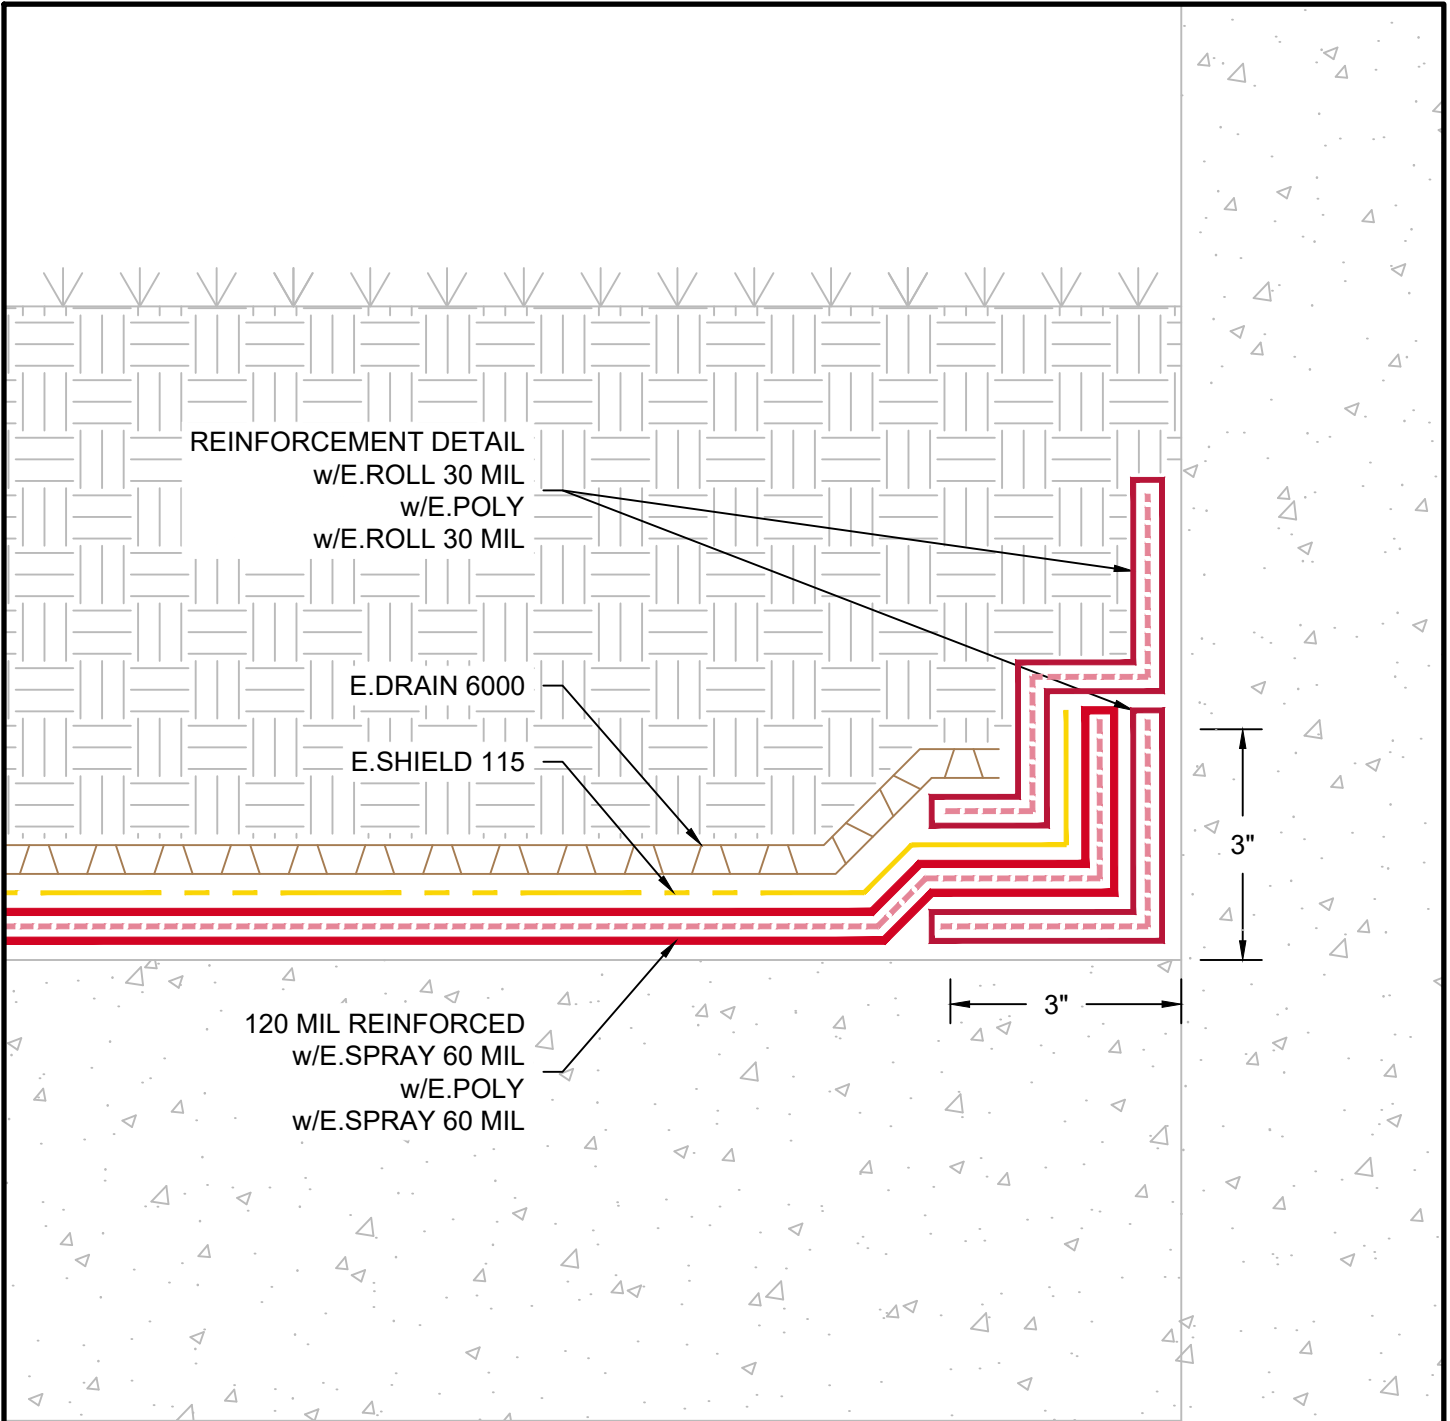 REINFORCEMENT DETAIL
w/E.ROLL 30 MIL
w/E.POLY
w/E.ROLL 30 MIL
E.DRAIN 6000
E.SHIELD 115
3"
3"
120 MIL REINFORCED
w/E.SPRAY 60 MIL
w/E.POLY
w/E.SPRAY 60 MIL